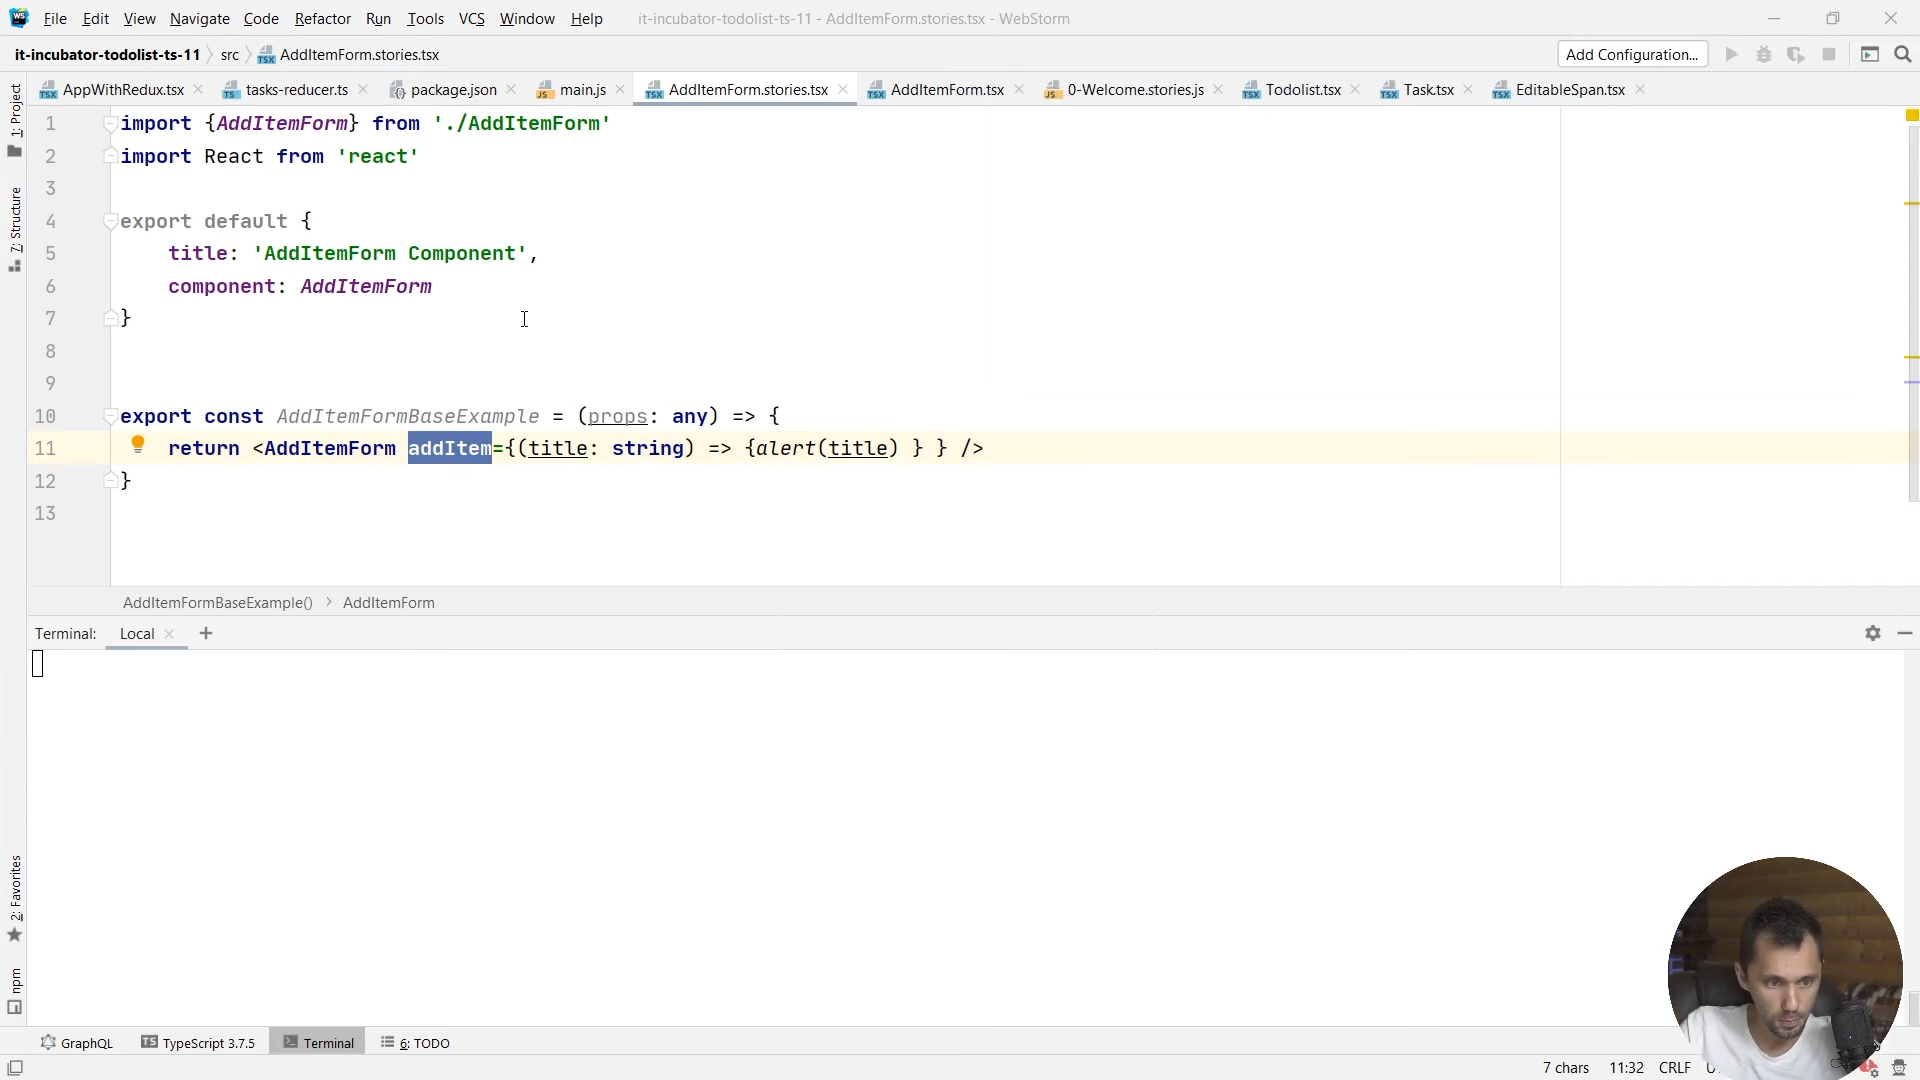 WS File Edit View Navigate Code Refactor Run Tools VCS Window Help it-incubator-todolist-ts-11 - AddItemForm.stories.tsx - WebStorm
it-incubator-todolist-ts-11 src AddItemForm.stories.tsx Add Configuration...
AppWithRedux.tsx tasks-reducer.ts package.json main.js AddItemForm.stories.tsx AddItemForm.tsx 0-Welcome.stories.js Todolist.tsx Task.tsx EditableSpan.tsx
1: Project
7: Structure
2: Favorites
npm
1 import {AddItemForm} from './AddItemForm'
2 import React from 'react'
3
4 export default {
5 title: 'AddItemForm Component',
6 component: AddItemForm
7 }
8
9
10 export const AddItemFormBaseExample = (props: any) => {
11 return <AddItemForm addItem={(title: string) => {alert(title) } } />
12 }
13
AddItemFormBaseExample() › AddItemForm
Terminal: Local +
GraphQL TypeScript 3.7.5 Terminal 6: TODO
7 chars 11:32 CRLF